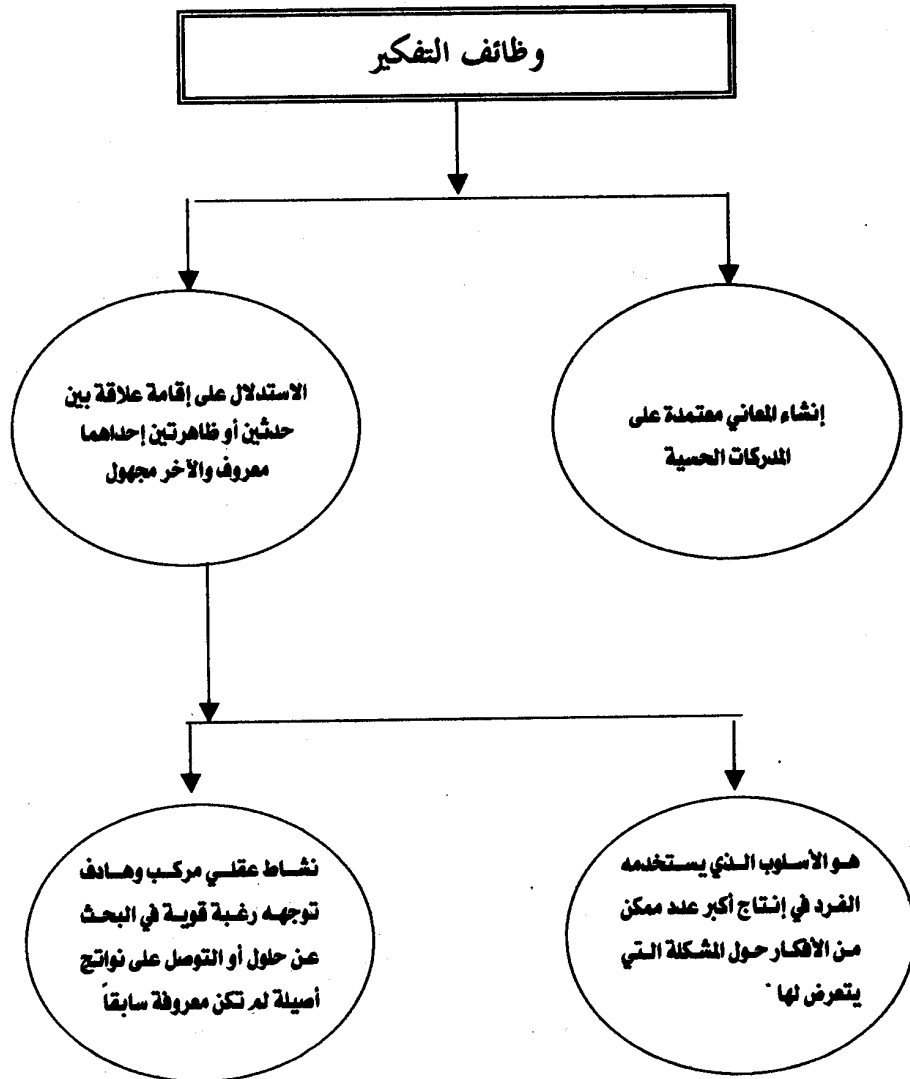 وظائف التفكير
إنشاء المعاني معتمدة على
المدركات الحسية
الاستدلال على إقامة علاقة بين
حدثين أو ظاهرتين إحداهما
معروف والآخر مجهول
هو الأسلوب الذي يستخدمه
الفرد في إنتاج أكبر عدد ممكن
من الأفكار حول المشكلة التي
يتعرض لها
نشاط عقلي مركب وهادف
توجهه رغبة قوية في البحث
عن حلول أو التوصل على نواتج
أصيلة لم تكن معروفة سابقاً